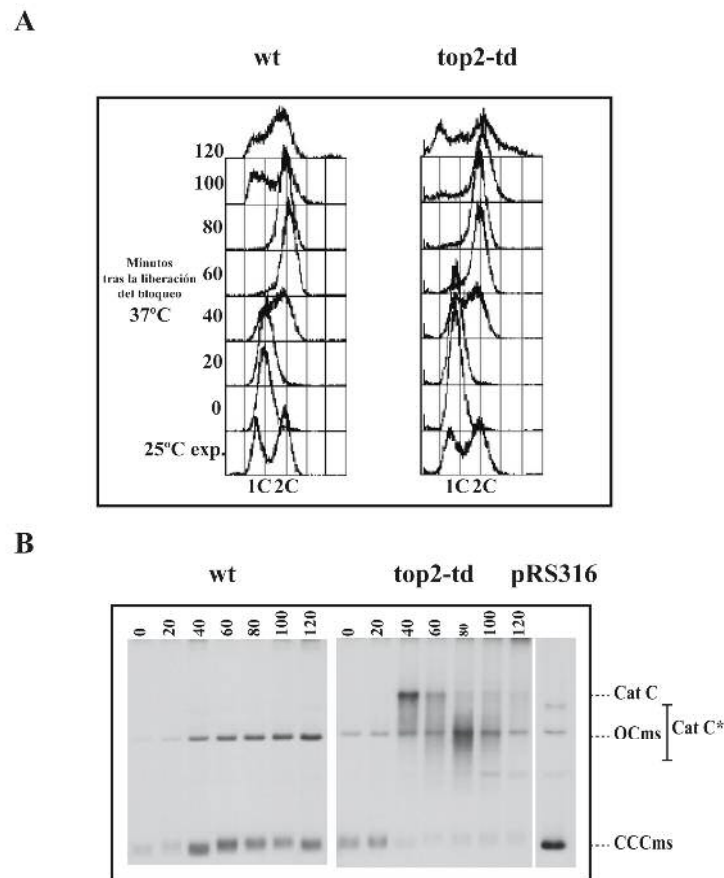 A
wt top2-td
120
100
80
Minutos
tras la liberación
del bloqueo
60
37ºC
40
20
0
25ºC exp.
1C 2C 1C 2C
B
wt top2-td pRS316
0 20 40 60 80 100 120 0 20 40 60 80 100 120
Cat C
OCms Cat C*
CCCms